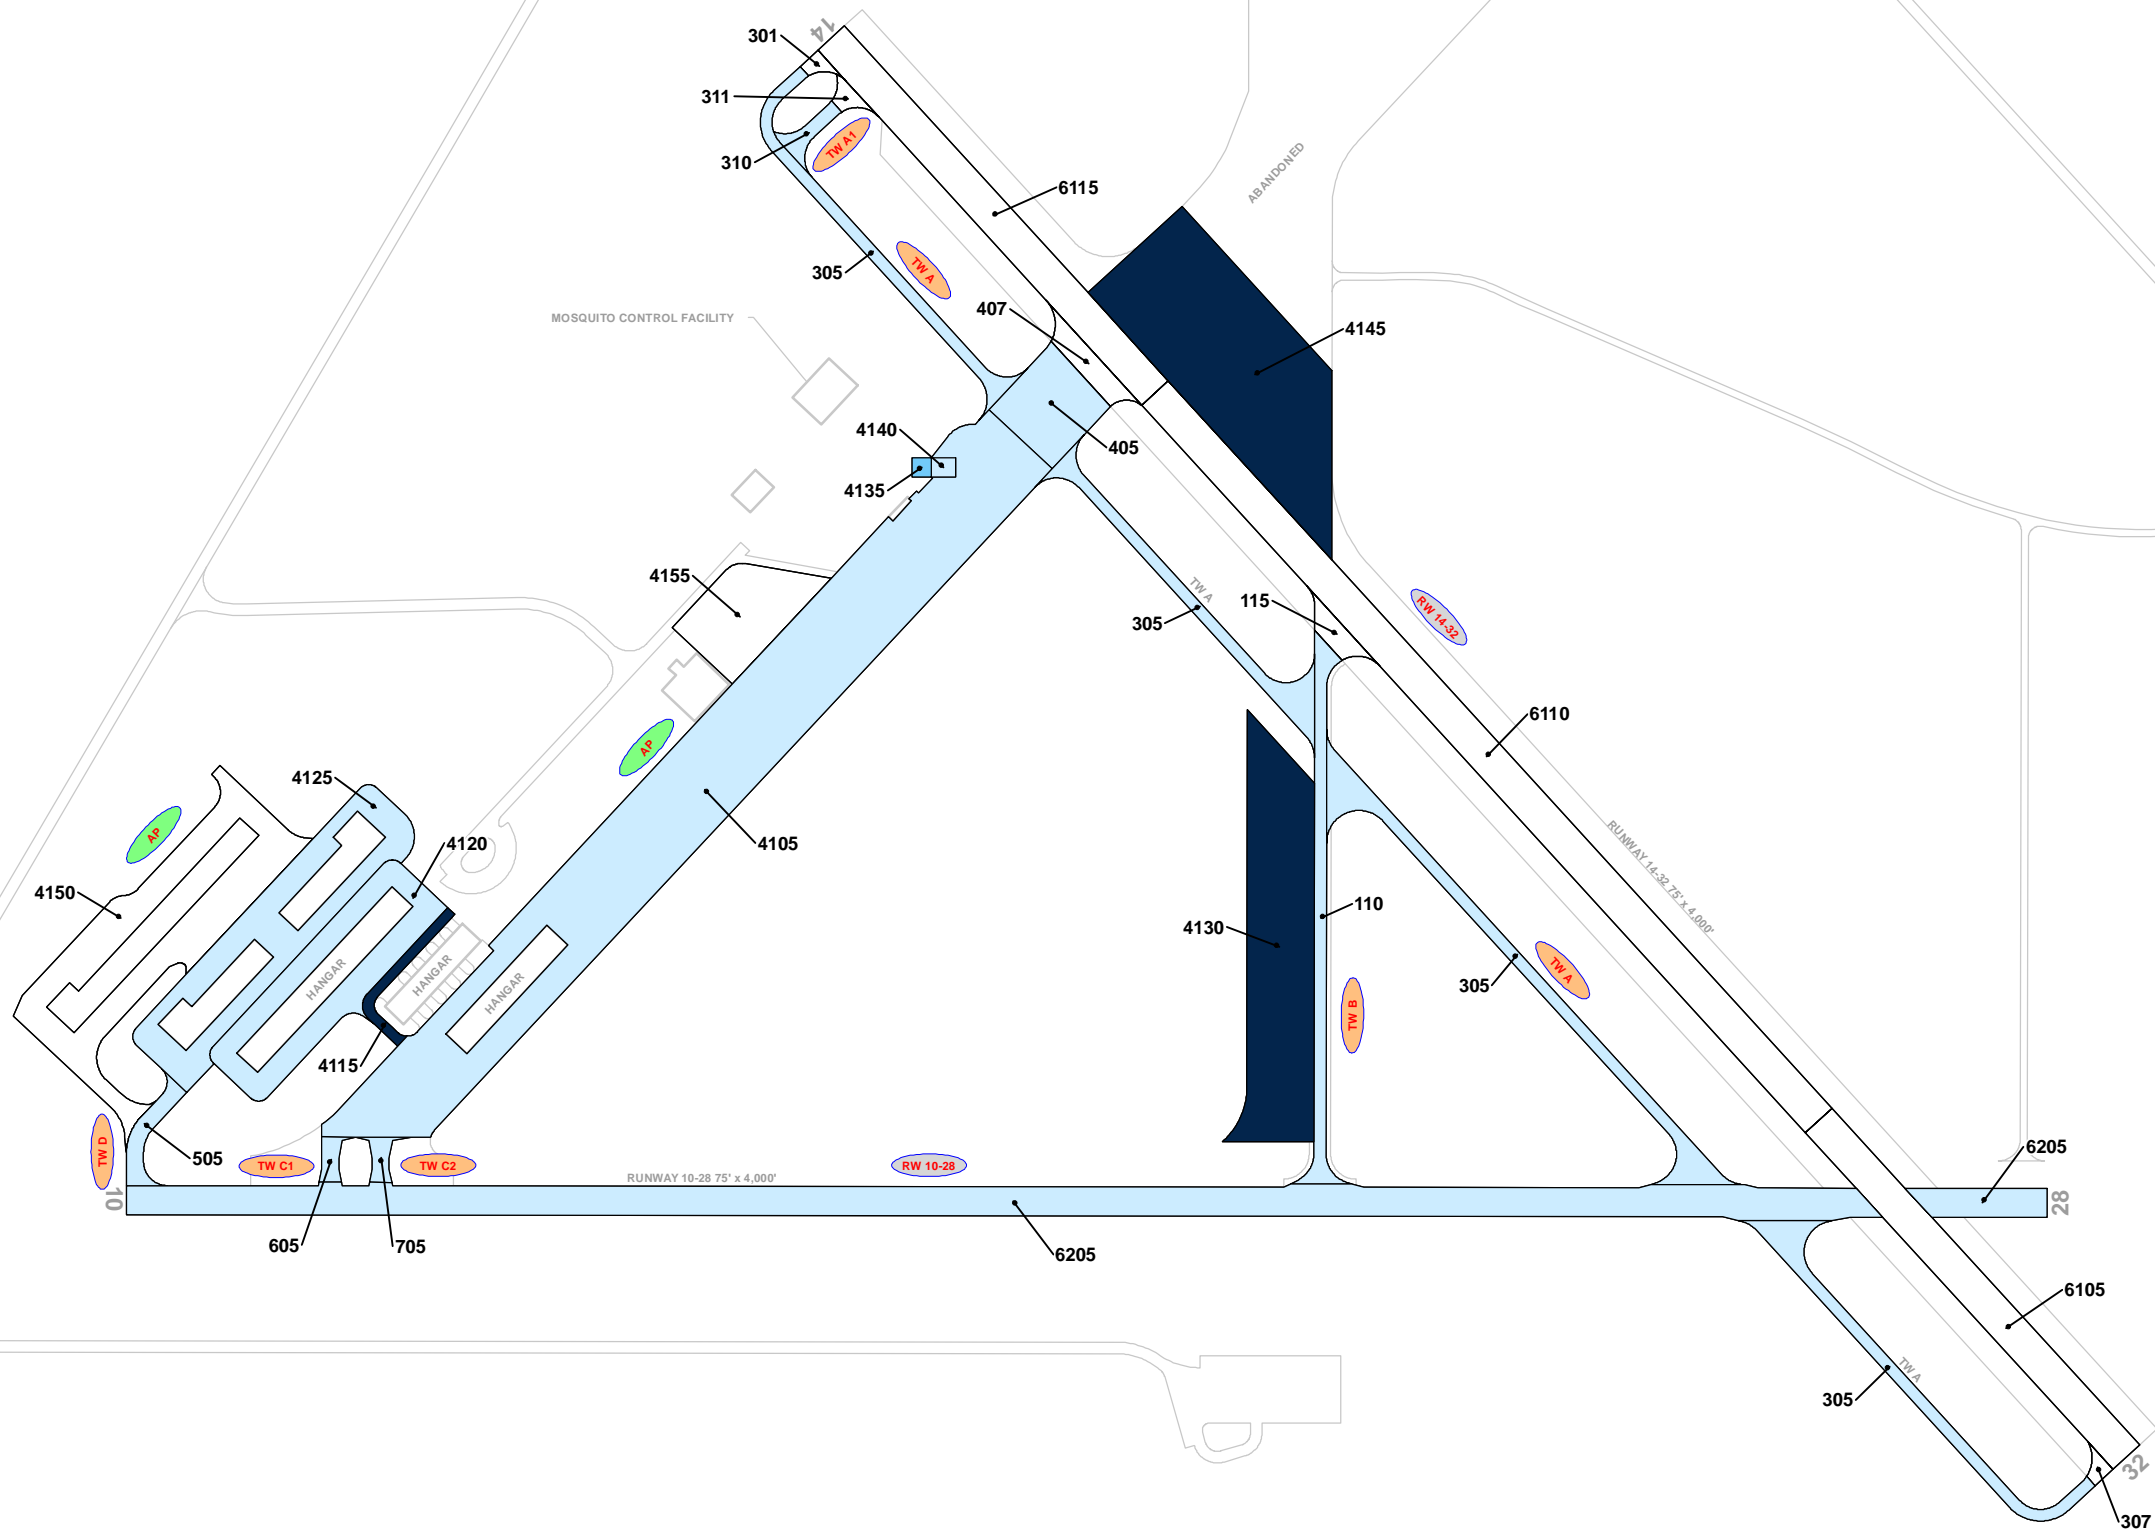 14
301
311
TW A1
310
6115
ABANDONED
305
TW A
MOSQUITO CONTROL FACILITY
407
4145
4140
405
4135
4155
TW A
305
115
RW 14-32
6110
AP
4125
AP
4120
4105
RUNWAY 14-32 75' x 4,000'
4150
110
4130
HANGAR
HANGAR
HANGAR
305
TW A
TW B
4115
TW D
505
TW C1
TW C2
RW 10-28
RUNWAY 10-28 75' x 4,000'
6205
10
28
605
705
6205
6105
TW A
305
32
307